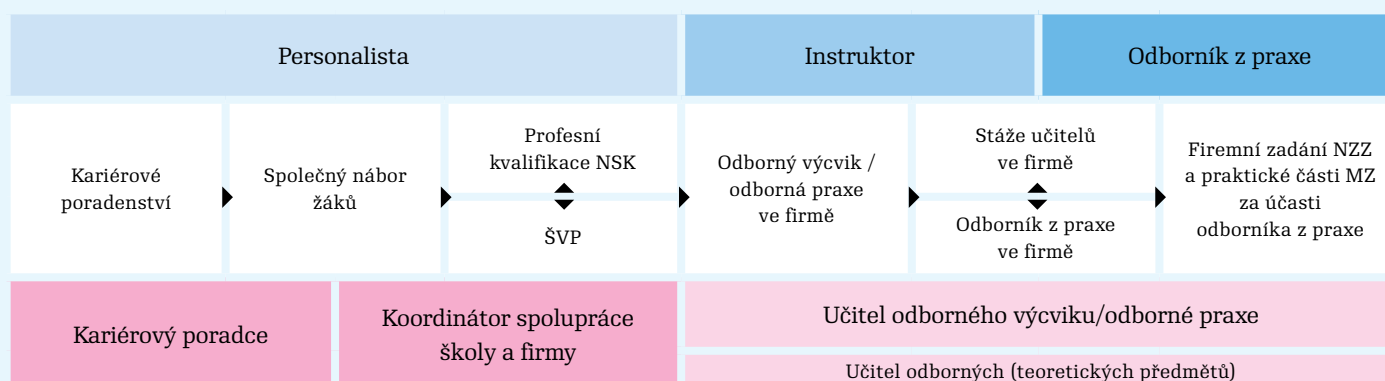 Personalista
Instruktor
Odborník z praxe
Kariérové
poradenství
Společný nábor
žáků
Profesní
kvalifikace NSK
ŠVP
Odborný výcvik /
odborná praxe
ve firmě
Stáže učitelů
ve firmě
Odborník z praxe
ve firmě
Firemní zadání NZZ
a praktické části MZ
za účasti
odborníka z praxe
Kariérový poradce
Koordinátor spolupráce
školy a firmy
Učitel odborného výcviku/odborné praxe
Učitel odborných (teoretických předmětů)